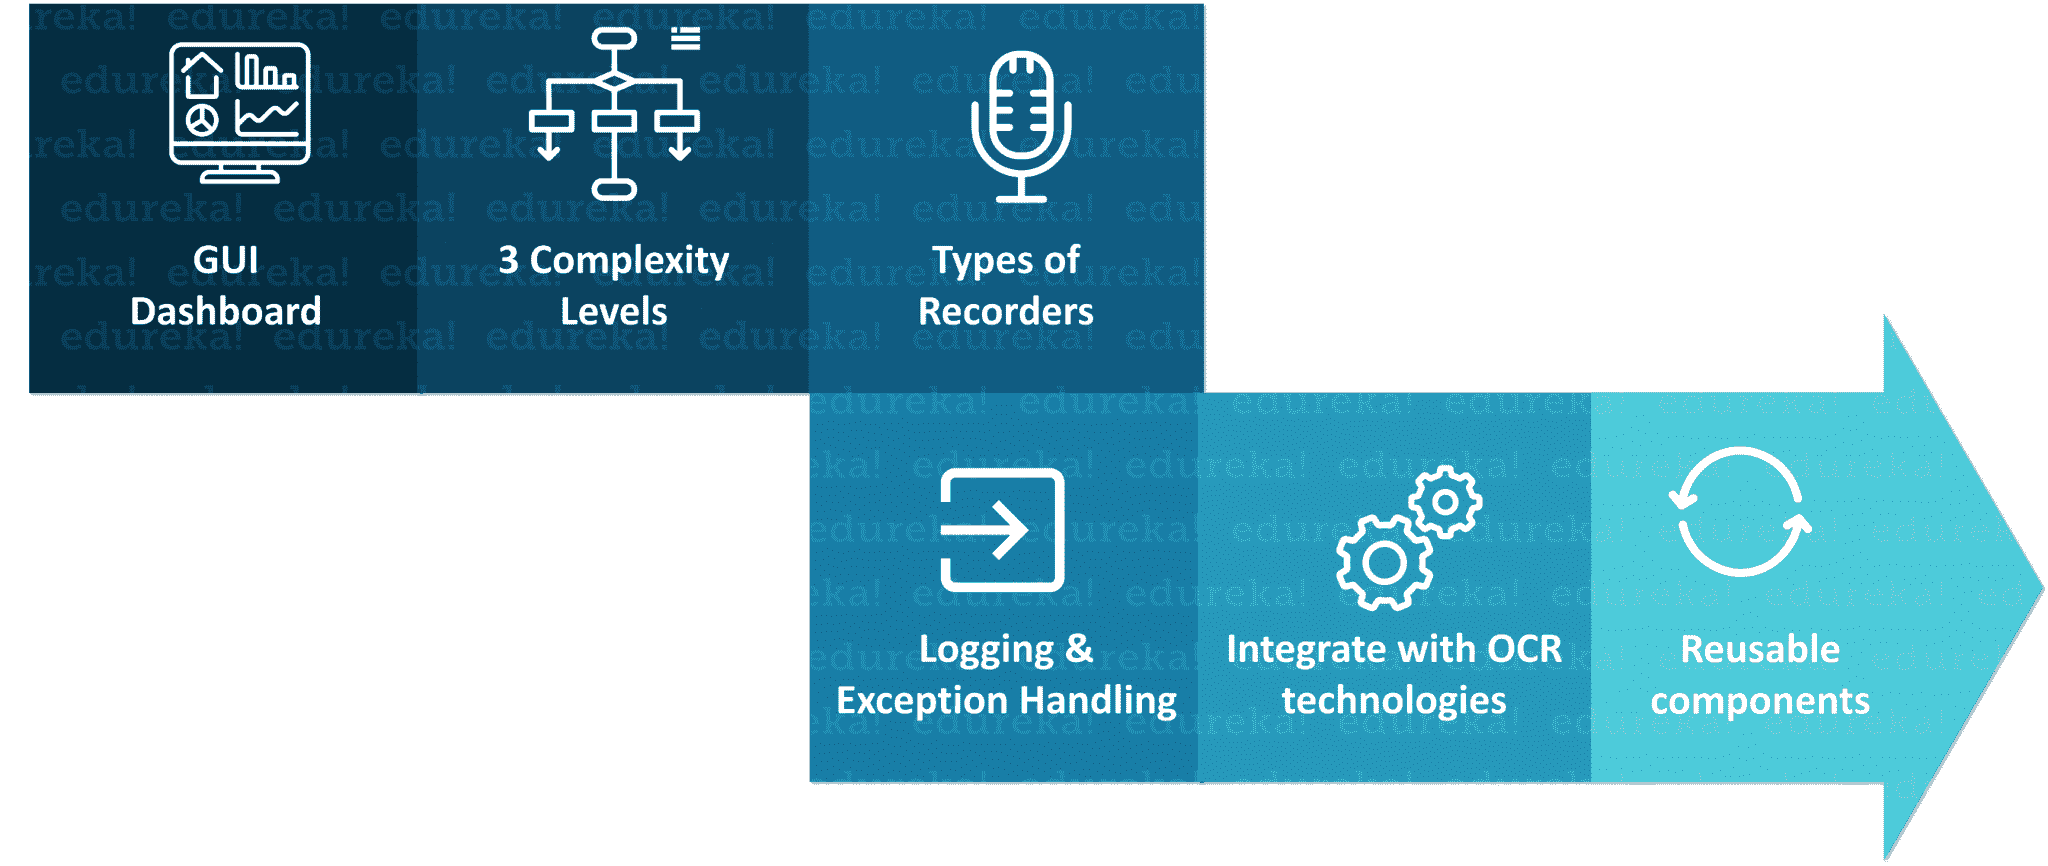 GUI
Dashboard
3 Complexity
Levels
Types of
Recorders
Logging &
Exception Handling
Integrate with OCR
technologies
Reusable
components
edureka!